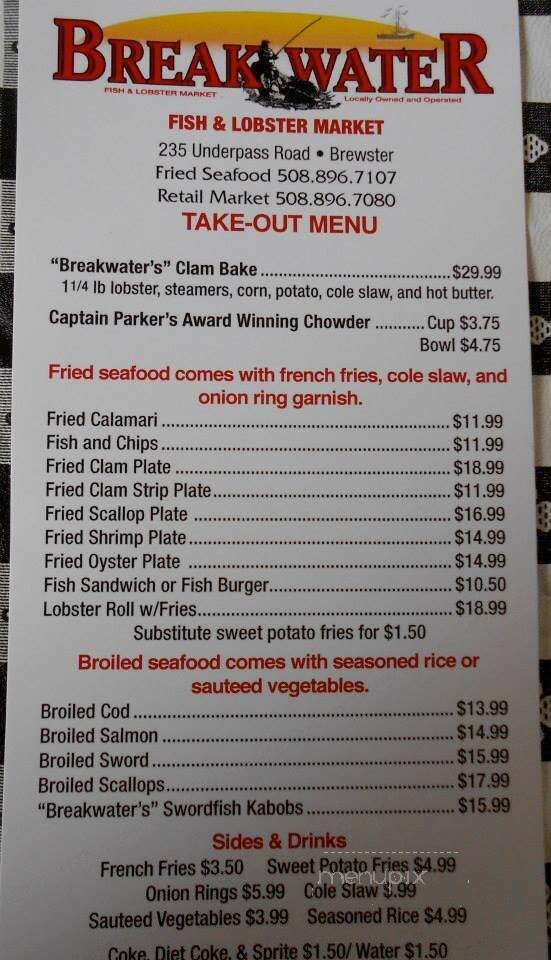 BREAKWATER
FISH & LOBSTER MARKET
Locally Owned and Operated
FISH & LOBSTER MARKET
235 Underpass Road • Brewster
Fried Seafood 508.896.7107
Retail Market 508.896.7080
TAKE-OUT MENU
“Breakwater’s” Clam Bake ........................................ $29.99
1 1/4 lb lobster, steamers, corn, potato, cole slaw, and hot butter.
Captain Parker’s Award Winning Chowder ........... Cup $3.75
Bowl $4.75
Fried seafood comes with french fries, cole slaw, and
onion ring garnish.
Fried Calamari ............................................................. $11.99
Fish and Chips ............................................................. $11.99
Fried Clam Plate .......................................................... $18.99
Fried Clam Strip Plate.................................................. $11.99
Fried Scallop Plate ...................................................... $16.99
Fried Shrimp Plate....................................................... $14.99
Fried Oyster Plate ....................................................... $14.99
Fish Sandwich or Fish Burger...................................... $10.50
Lobster Roll w/Fries..................................................... $18.99
Substitute sweet potato fries for $1.50
Broiled seafood comes with seasoned rice or
sauteed vegetables.
Broiled Cod .................................................................. $13.99
Broiled Salmon ............................................................ $14.99
Broiled Sword .............................................................. $15.99
Broiled Scallops........................................................... $17.99
“Breakwater’s” Swordfish Kabobs ............................... $15.99
Sides & Drinks
French Fries $3.50 Sweet Potato Fries $4.99
menupix
Onion Rings $5.99 Cole Slaw $.99
Sauteed Vegetables $3.99 Seasoned Rice $4.99
Coke, Diet Coke, & Sprite $1.50/ Water $1.50